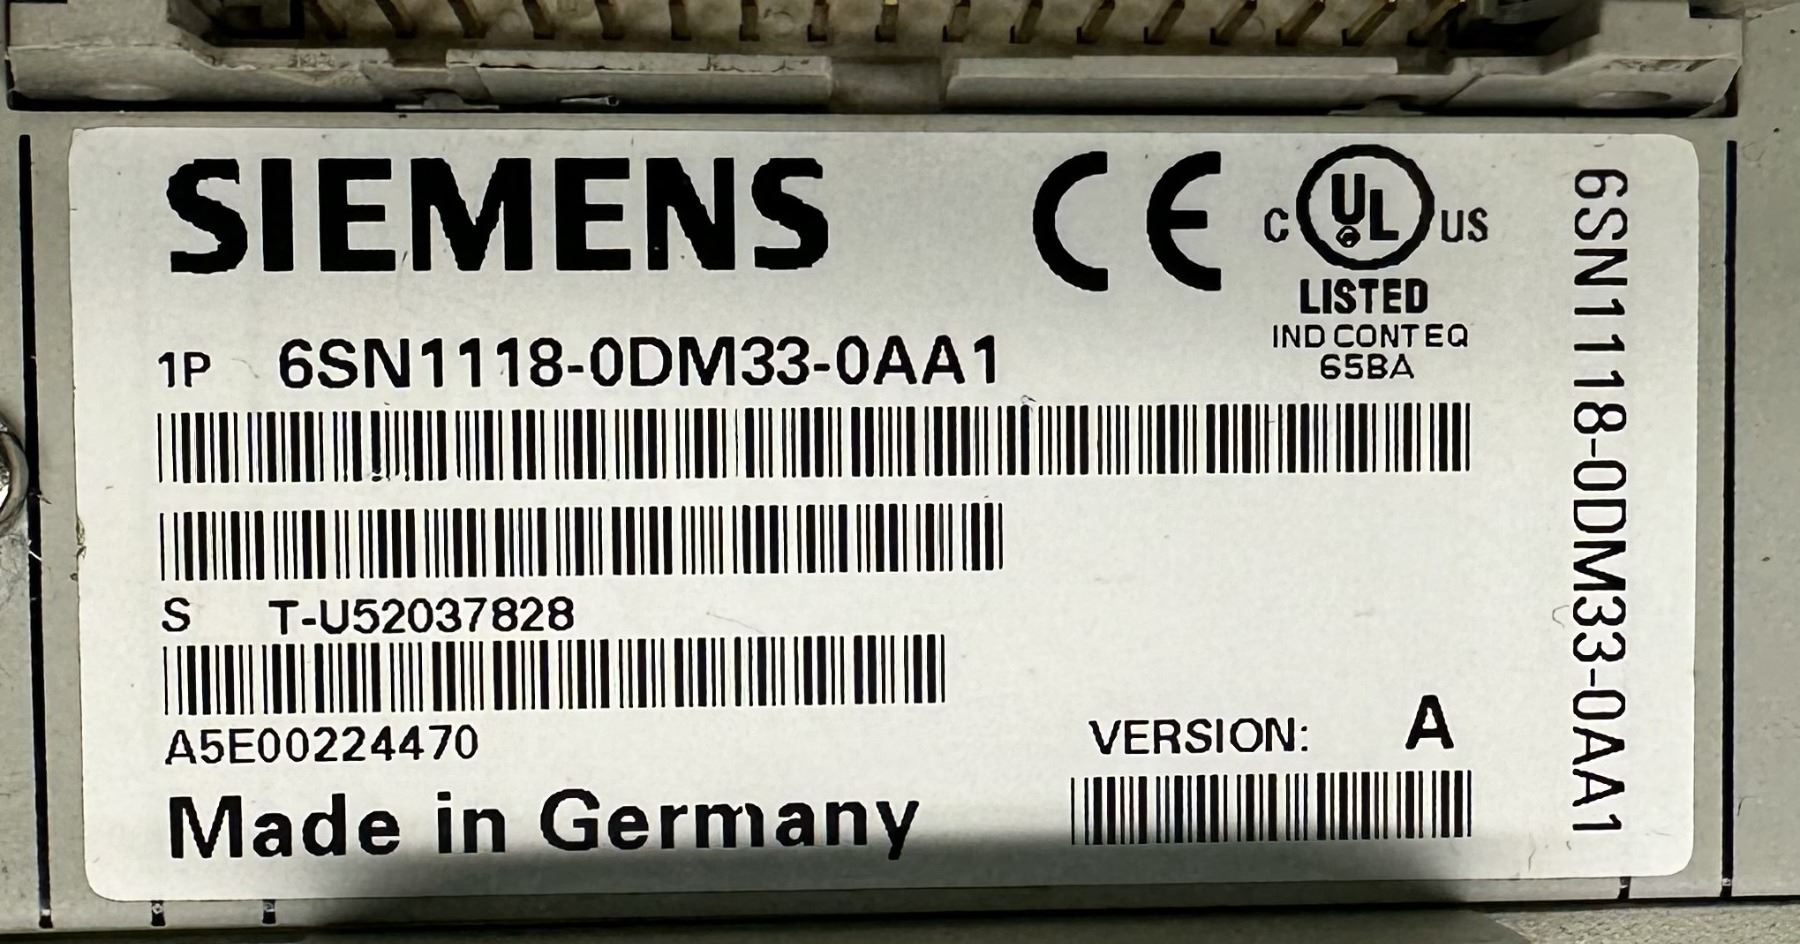 SIEMENS
CE
C UL US
LISTED
IND CONT EQ
65BA
1P 6SN1118-0DM33-0AA1
S T-U52037828
A5E00224470
VERSION: A
Made in Germany
6SN1118-0DM33-0AA1